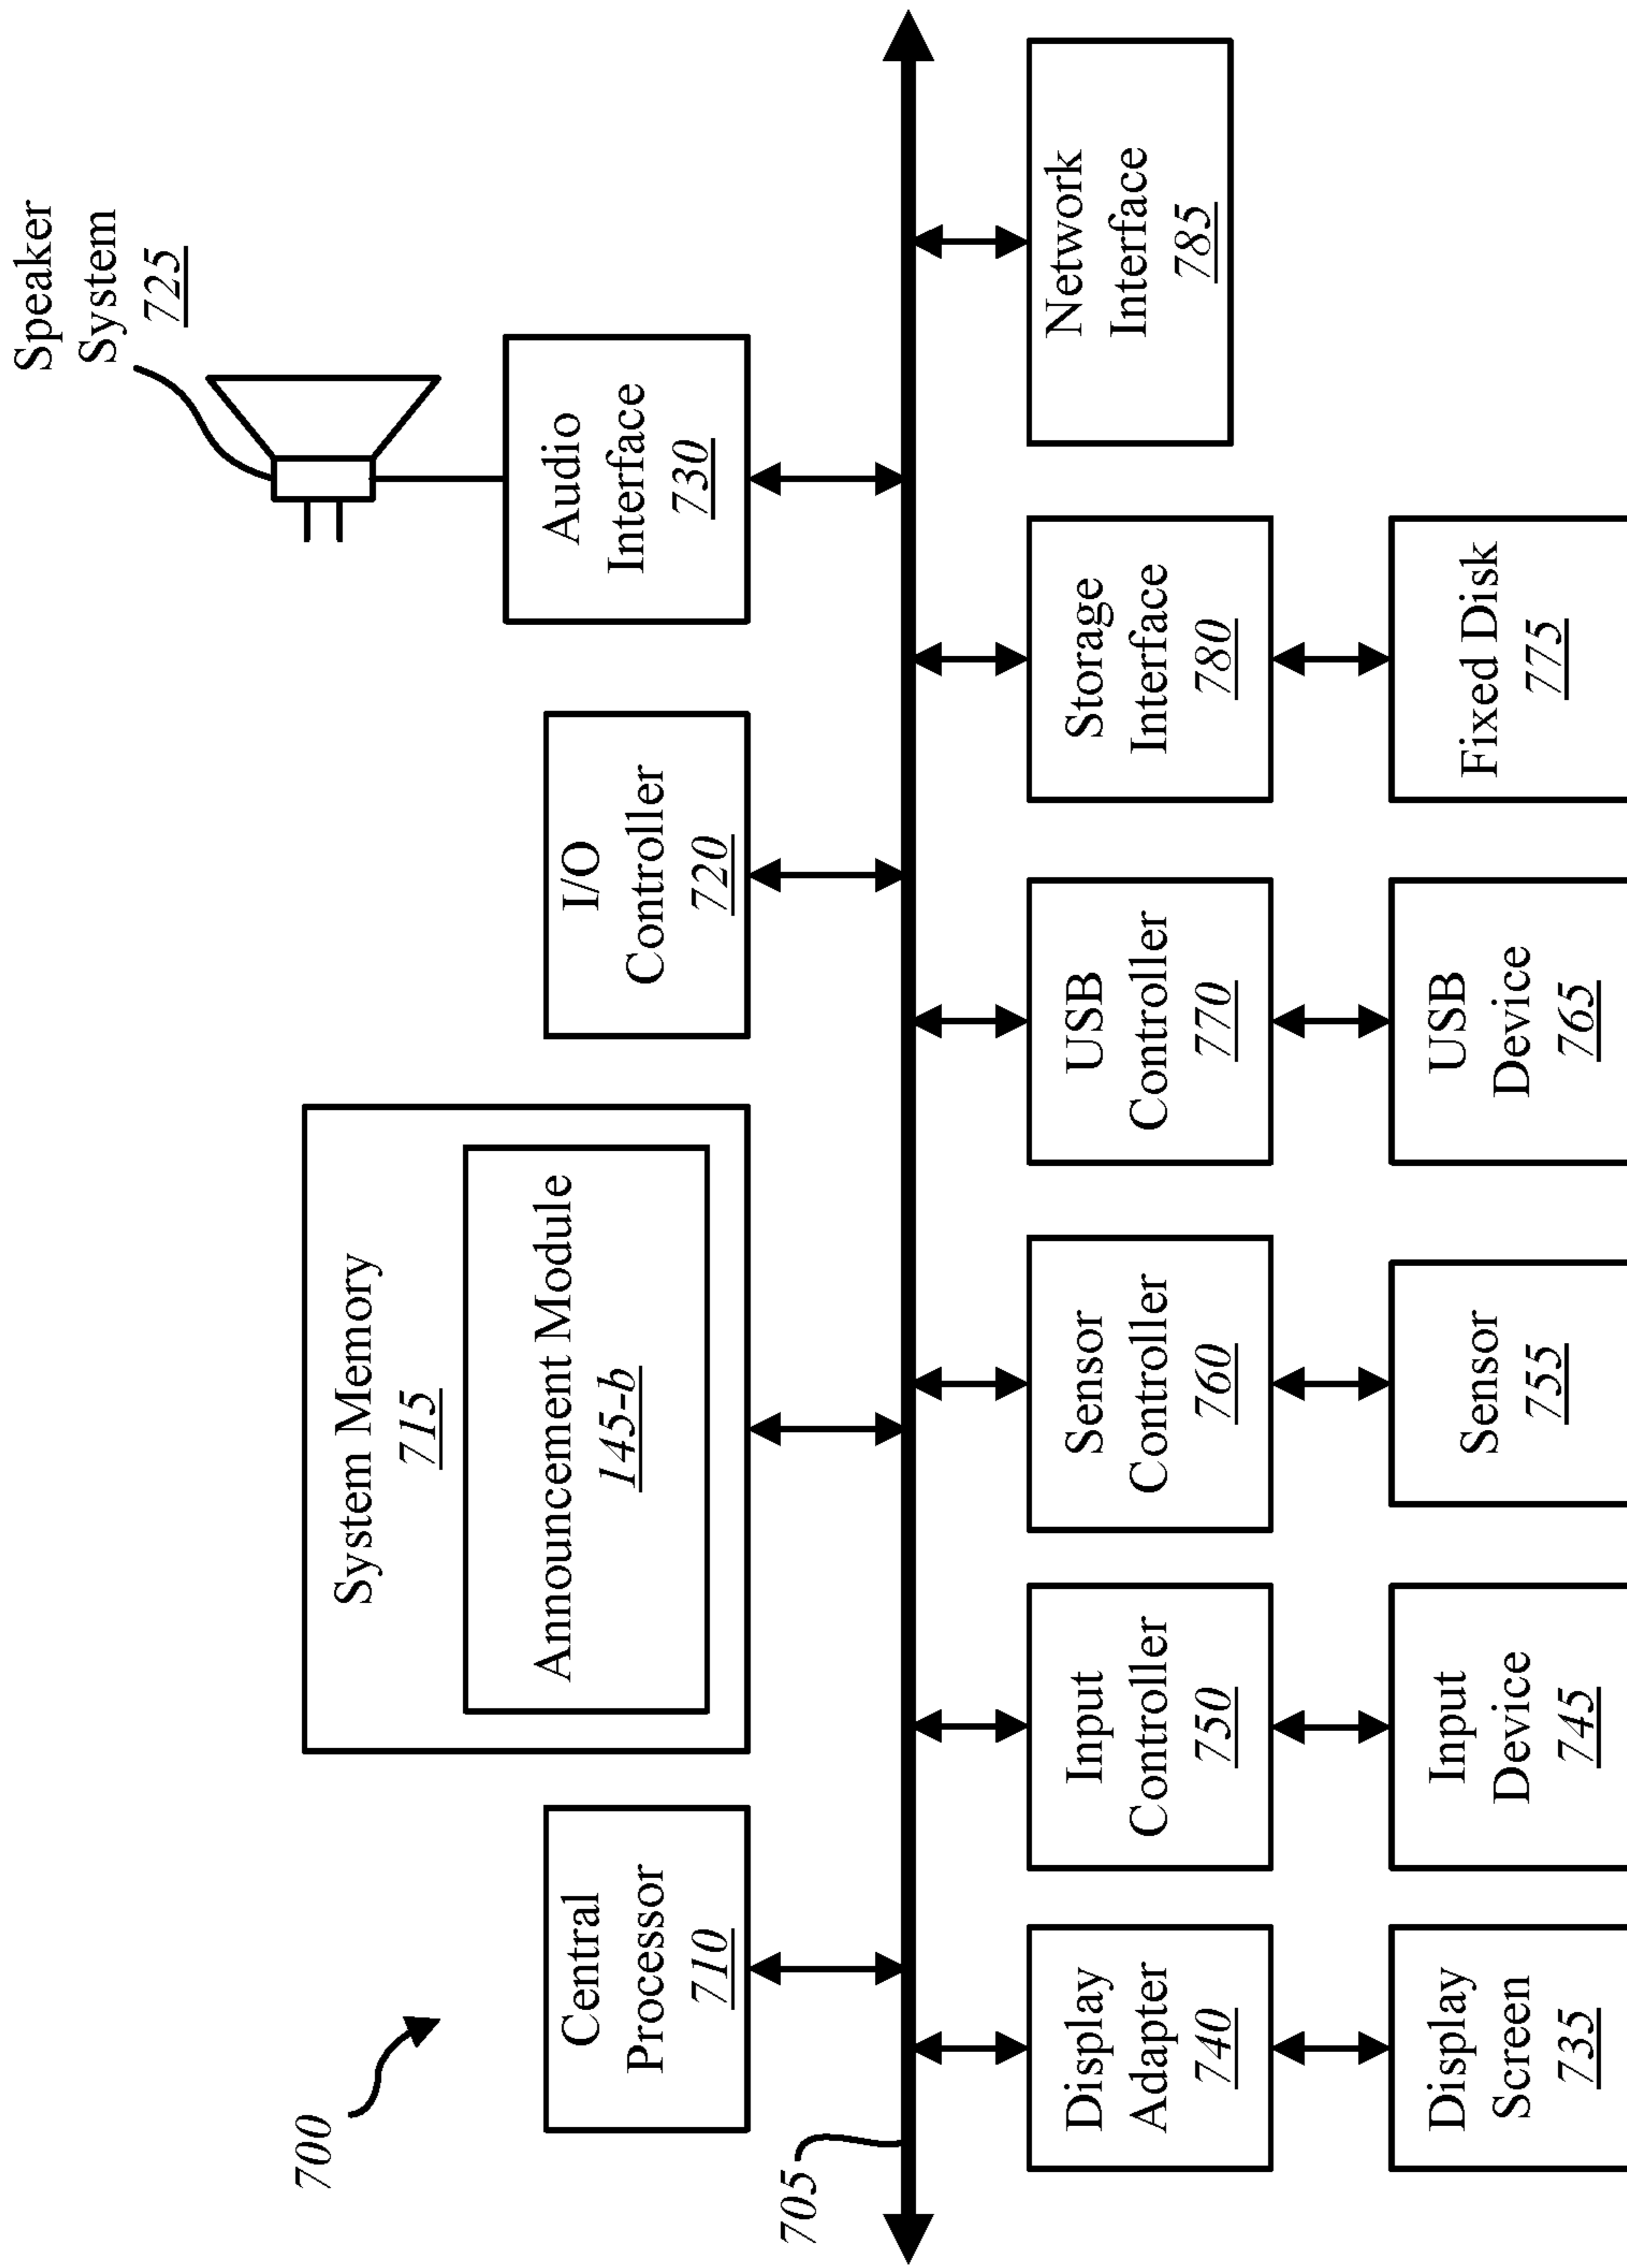 700
Speaker
System
725
Central
Processor
710
System Memory
715
Announcement Module
145-b
I/O
Controller
720
Audio
Interface
730
705
Display
Adapter
740
Input
Controller
750
Sensor
Controller
760
USB
Controller
770
Storage
Interface
780
Network
Interface
785
Display
Screen
735
Input
Device
745
Sensor
755
USB
Device
765
Fixed Disk
775